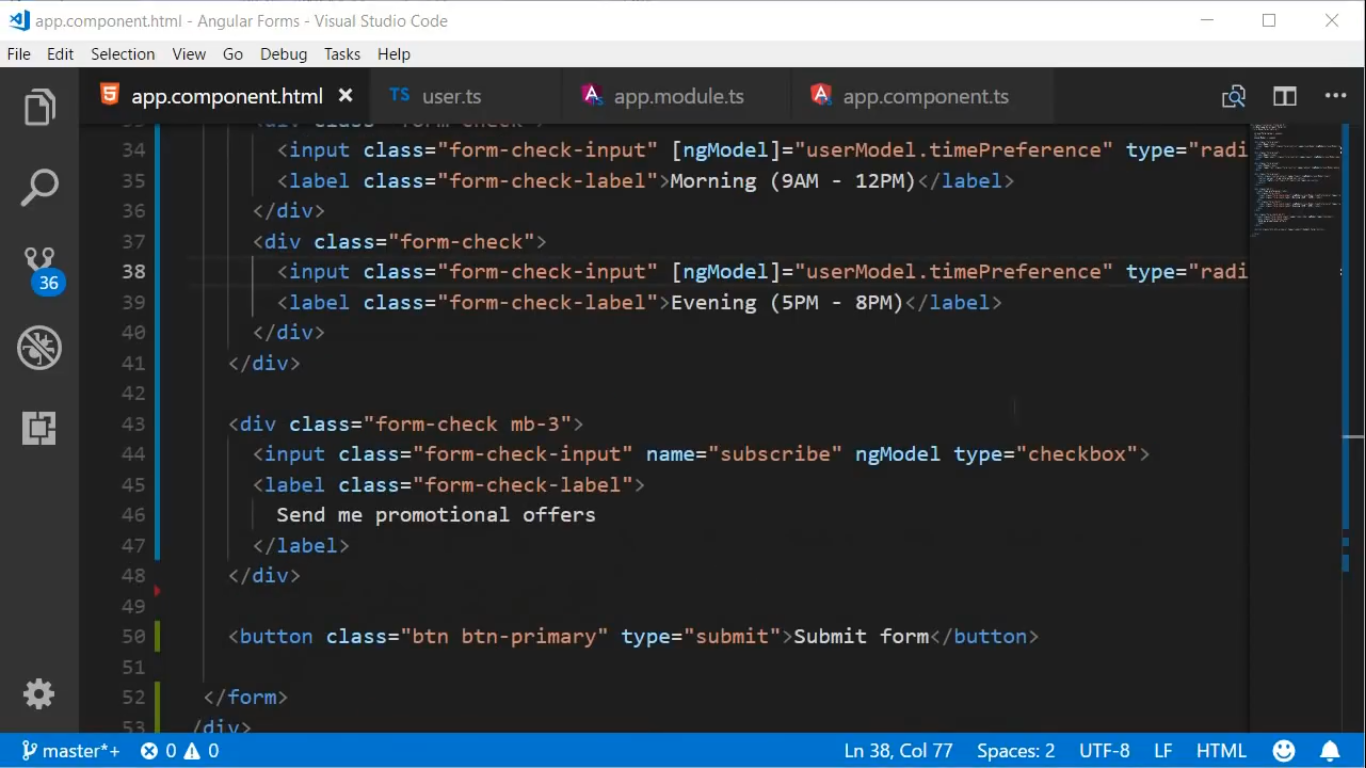 app.component.html - Angular Forms - Visual Studio Code
File Edit Selection View Go Debug Tasks Help
app.component.html user.ts app.module.ts app.component.ts
34 <input class="form-check-input" [ngModel]="userModel.timePreference" type="radi
35 <label class="form-check-label">Morning (9AM - 12PM)</label>
36 </div>
37 <div class="form-check">
38 <input class="form-check-input" [ngModel]="userModel.timePreference" type="radi
39 <label class="form-check-label">Evening (5PM - 8PM)</label>
40 </div>
41 </div>
42
43 <div class="form-check mb-3">
44 <input class="form-check-input" name="subscribe" ngModel type="checkbox">
45 <label class="form-check-label">
46 Send me promotional offers
47 </label>
48 </div>
49
50 <button class="btn btn-primary" type="submit">Submit form</button>
51
52 </form>
53 /div>
36
master*+ 0 0 Ln 38, Col 77 Spaces: 2 UTF-8 LF HTML